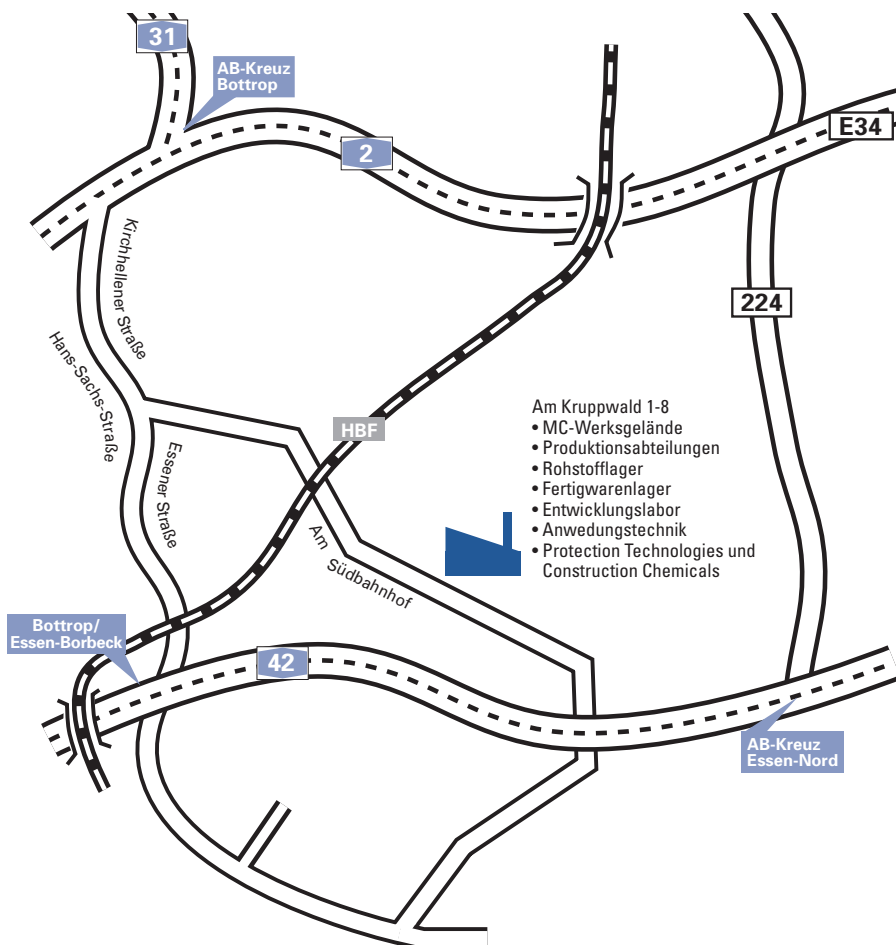 31
AB-Kreuz
Bottrop
2
E34
Kirchhellener Straße
224
Hans-Sachs-Straße
HBF
Am Kruppwald 1-8
• MC-Werksgelände
• Produktionsabteilungen
• Rohstofflager
• Fertigwarenlager
• Entwicklungslabor
• Anwedungstechnik
• Protection Technologies und
Construction Chemicals
Essener Straße
Am
Südbahnhof
Bottrop/
Essen-Borbeck
42
AB-Kreuz
Essen-Nord